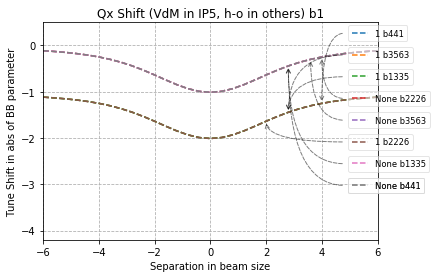 Qx Shift (VdM in IP5, h-o in others) b1
Tune Shift in abs of BB parameter
0
−1
−2
−3
−4
−6
−4
−2
0
2
4
6
Separation in beam size
1 b441
1 b3563
1 b1335
None b2226
None b3563
1 b2226
None b1335
None b441